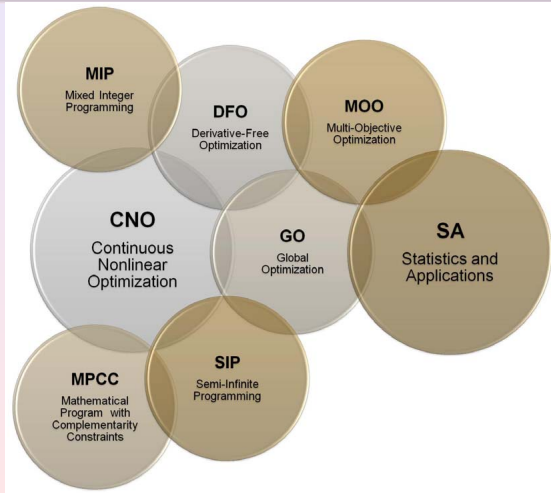 MIP
Mixed Integer
Programming
DFO
Derivative-Free
Optimization
MOO
Multi-Objective
Optimization
CNO
Continuous
Nonlinear
Optimization
GO
Global
Optimization
SA
Statistics and
Applications
MPCC
Mathematical
Program with
Complementarity
Constraints
SIP
Semi-Infinite
Programming